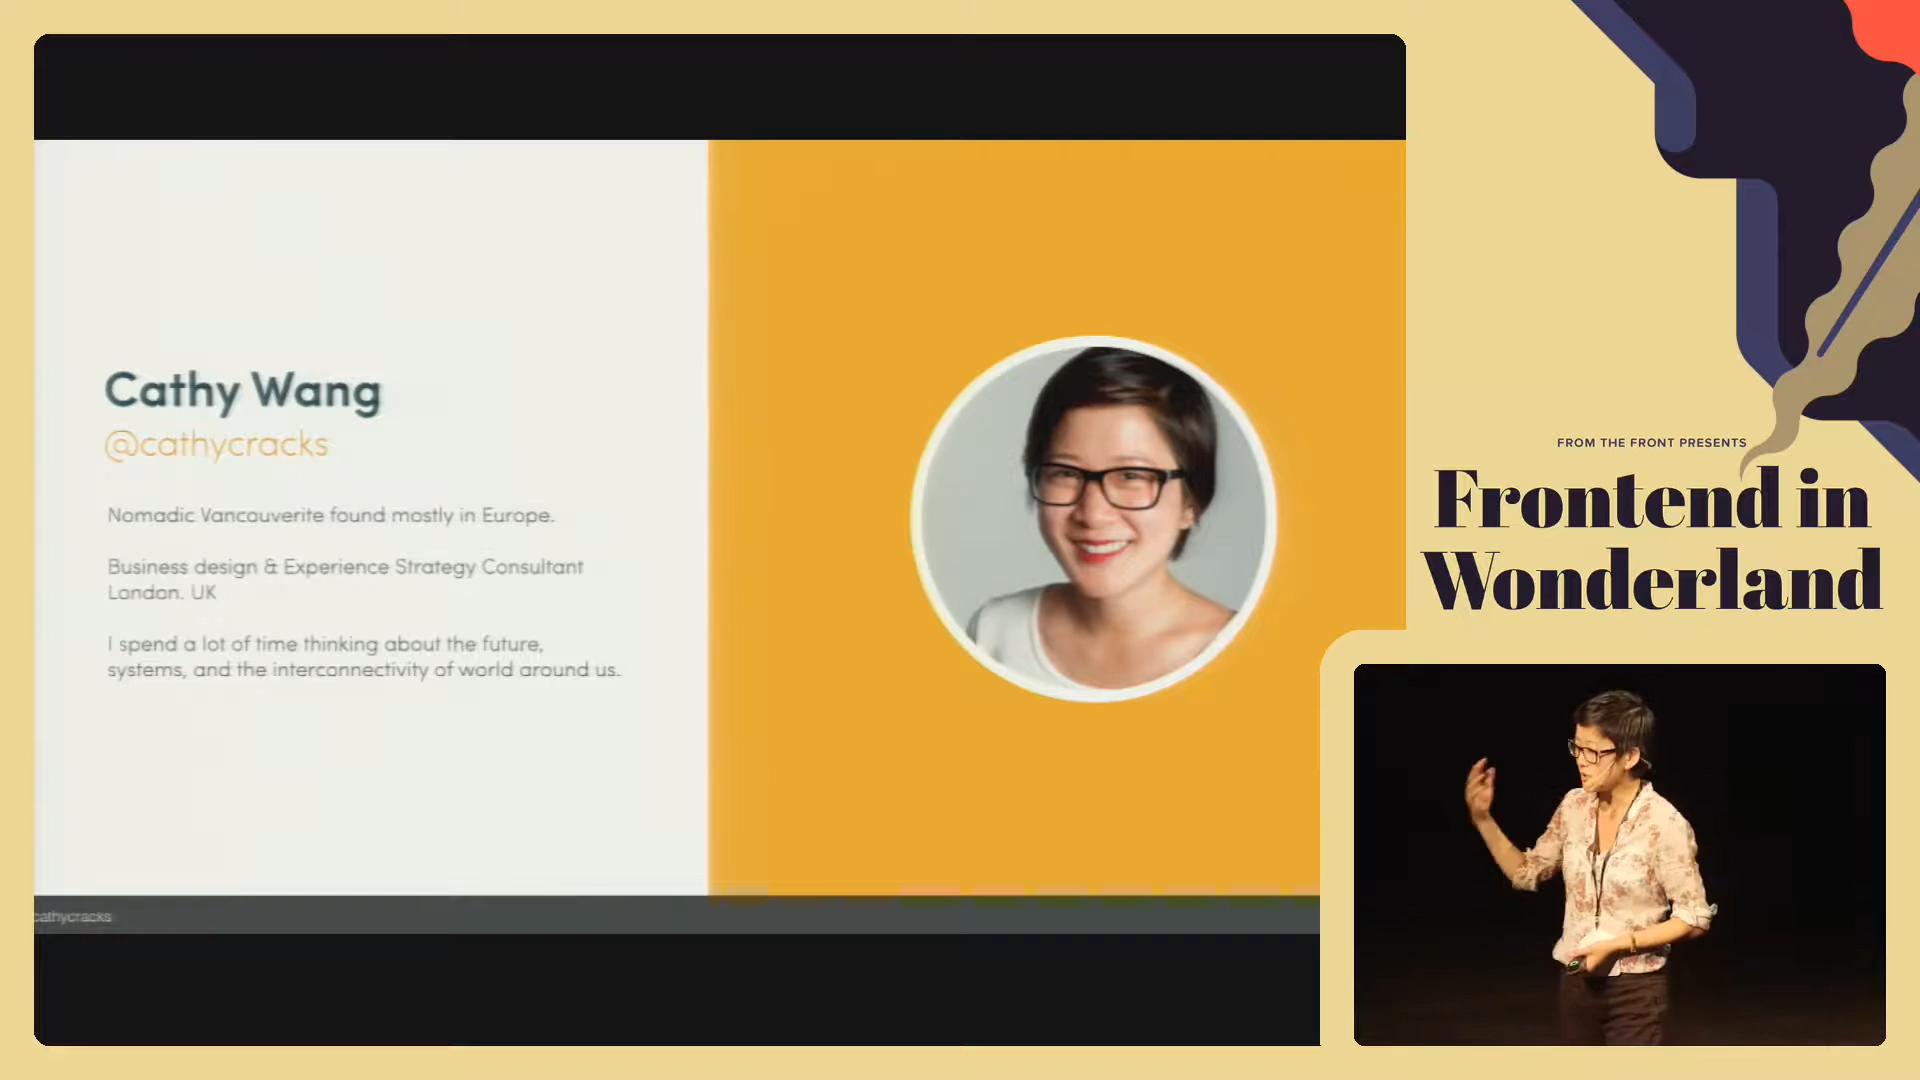 Cathy Wang
@cathycracks
Nomadic Vancouverite found mostly in Europe.
Business design & Experience Strategy Consultant
London. UK
I spend a lot of time thinking about the future,
systems, and the interconnectivity of world around us.
cathycracks
FROM THE FRONT PRESENTS
Frontend in
Wonderland